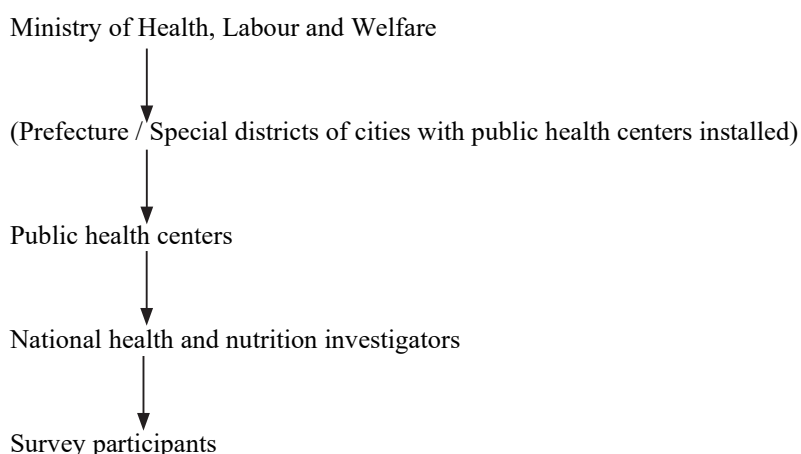 Ministry of Health, Labour and Welfare
(Prefecture / Special districts of cities with public health centers installed)
Public health centers
National health and nutrition investigators
Survey participants